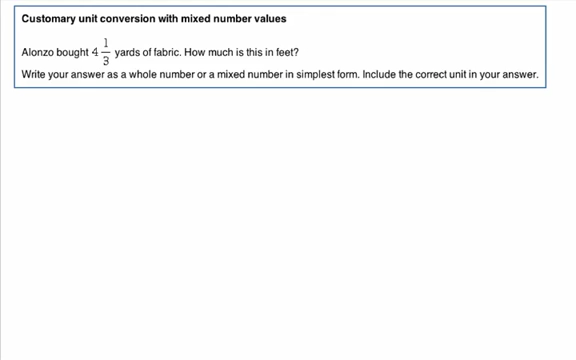 Customary unit conversion with mixed number values
Alonzo bought 4 1/3 yards of fabric. How much is this in feet?
Write your answer as a whole number or a mixed number in simplest form. Include the correct unit in your answer.